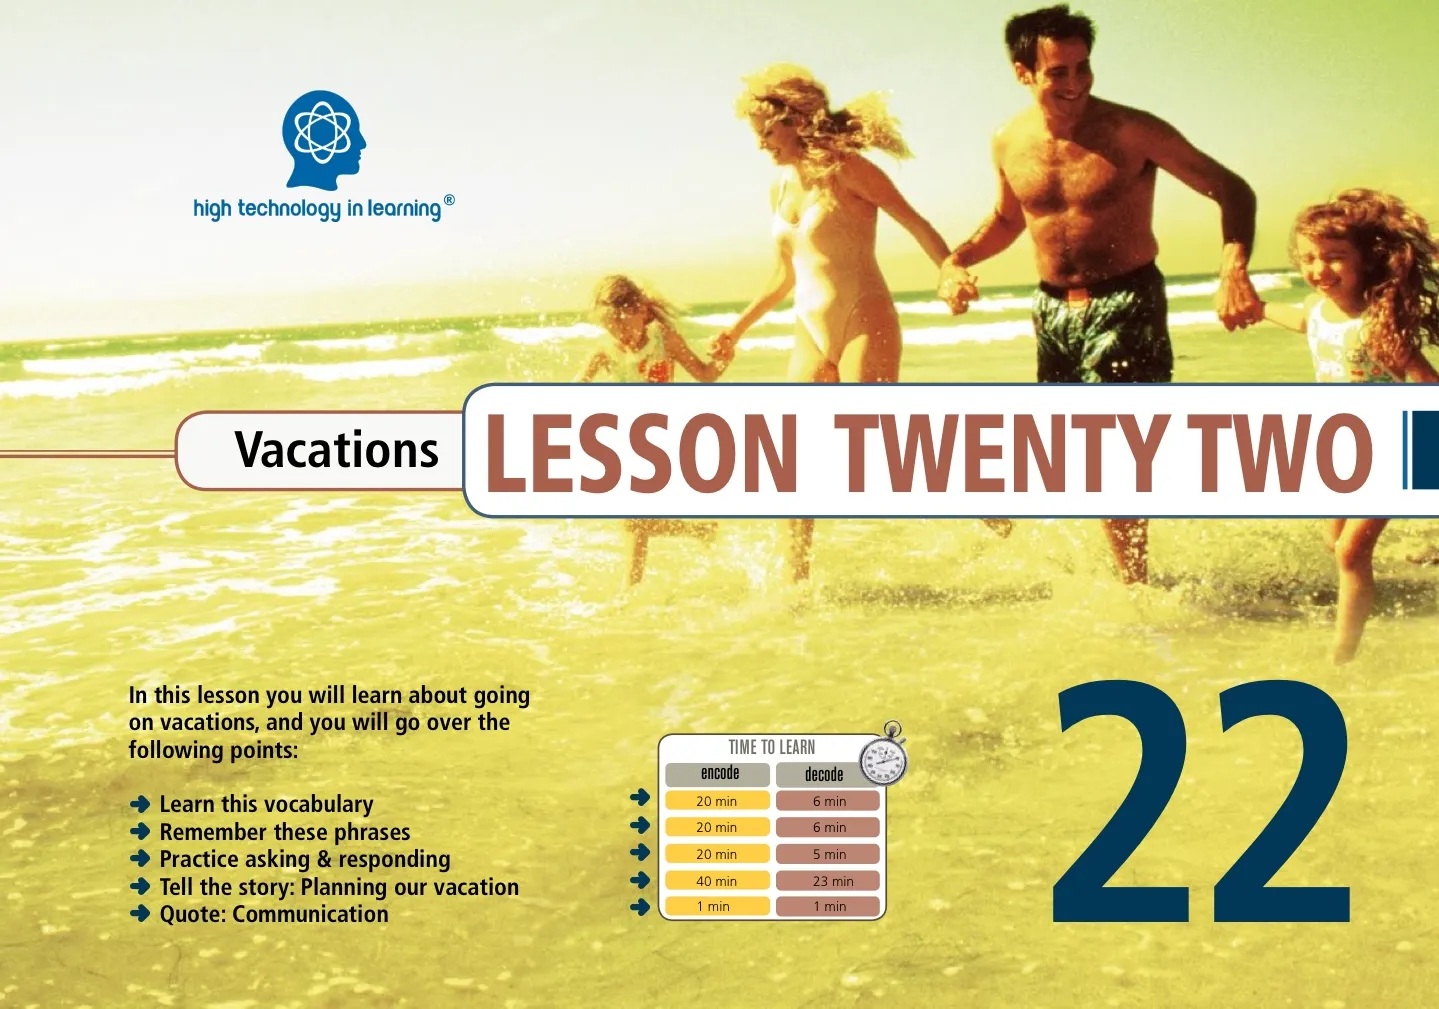 high technology in learning®
Vacations
LESSON TWENTY TWO
In this lesson you will learn about going
on vacations, and you will go over the
following points:
Learn this vocabulary
Remember these phrases
Practice asking & responding
Tell the story: Planning our vacation
Quote: Communication
TIME TO LEARN
encode decode
20 min 6 min
20 min 6 min
20 min 5 min
40 min 23 min
1 min 1 min
22